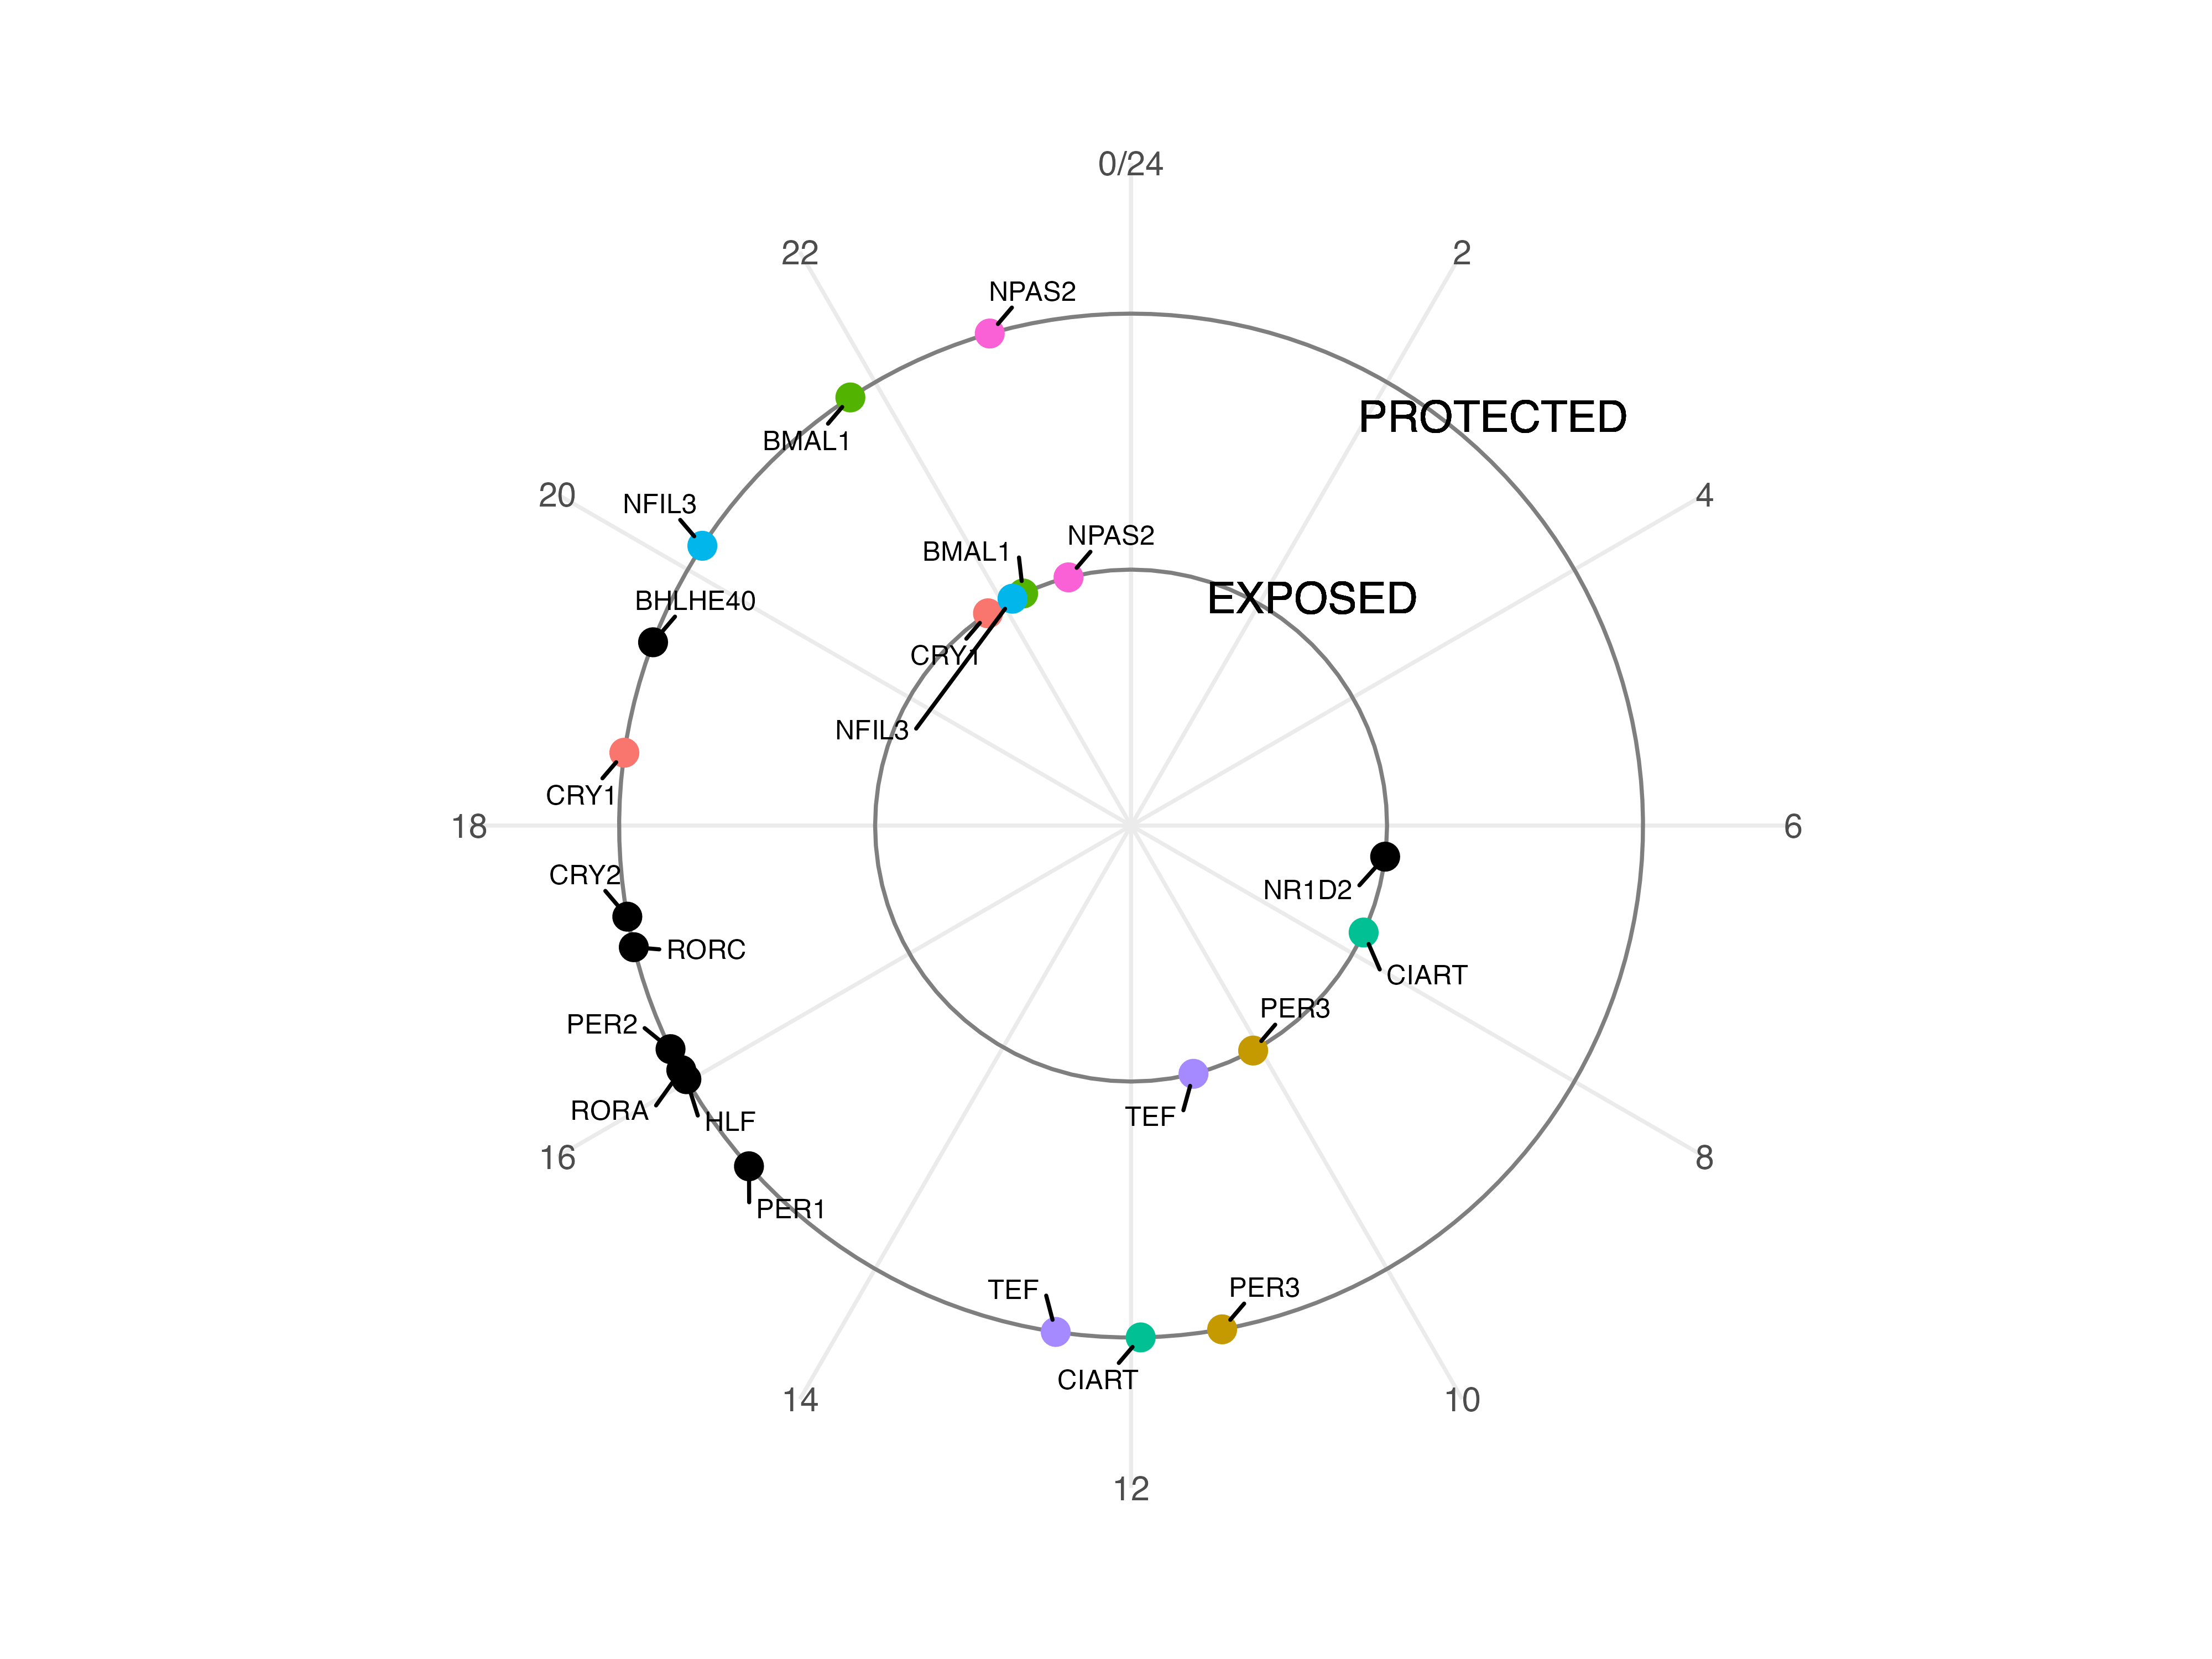 0/24
22
2
NPAS2
PROTECTED
BMAL1
20
4
NFIL3
NPAS2
BMAL1
EXPOSED
BHLHE40
CRY1
NFIL3
CRY1
18
6
CRY2
NR1D2
RORC
CIART
PER3
PER2
RORA
HLF
TEF
16
8
PER1
TEF
PER3
CIART
14
10
12